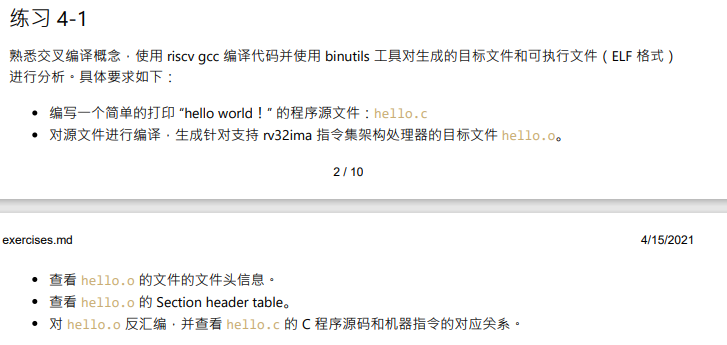 练习 4-1
熟悉交叉编译概念，使用 riscv gcc 编译代码并使用 binutils 工具对生成的目标文件和可执行文件（ELF 格式）
进行分析。具体要求如下：
• 编写一个简单的打印 “hello world！” 的程序源文件：hello.c
• 对源文件进行编译，生成针对支持 rv32ima 指令集架构处理器的目标文件 hello.o。
2 / 10
exercises.md 4/15/2021
• 查看 hello.o 的文件的文件头信息。
• 查看 hello.o 的 Section header table。
• 对 hello.o 反汇编，并查看 hello.c 的 C 程序源码和机器指令的对应关系。